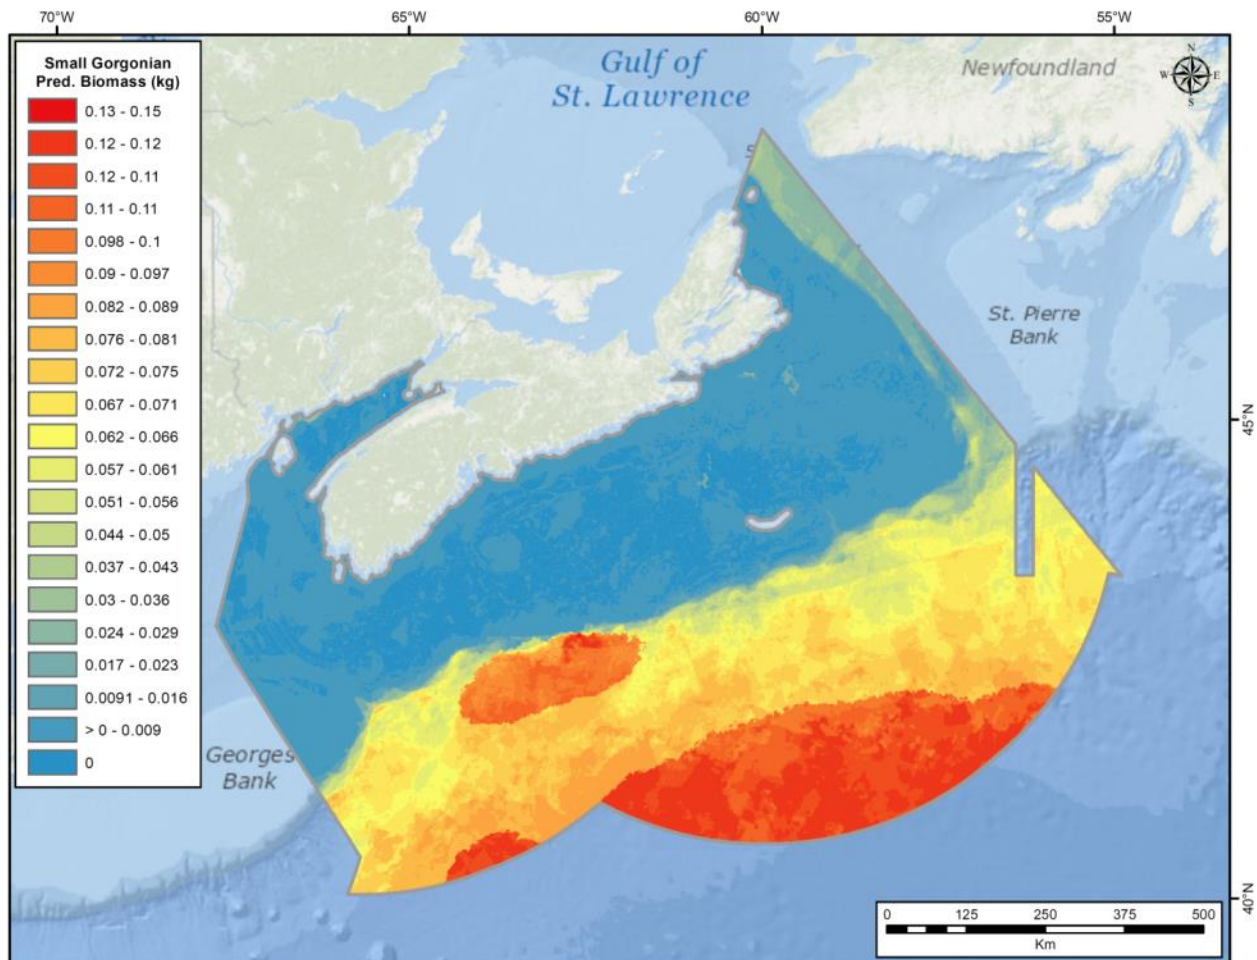 70°W 65°W 60°W 55°W
Small Gorgonian
Pred. Biomass (kg)
0.13 - 0.15
0.12 - 0.12
0.12 - 0.11
0.11 - 0.11
0.098 - 0.1
0.09 - 0.097
0.082 - 0.089
0.076 - 0.081
0.072 - 0.075
0.067 - 0.071
0.062 - 0.066
0.057 - 0.061
0.051 - 0.056
0.044 - 0.05
0.037 - 0.043
0.03 - 0.036
0.024 - 0.029
0.017 - 0.023
0.0091 - 0.016
> 0 - 0.009
0
Gulf of
St. Lawrence
Newfoundland
N
W E
S
St. Pierre
Bank
45°N
Georges
Bank
40°N
0 125 250 375 500
Km